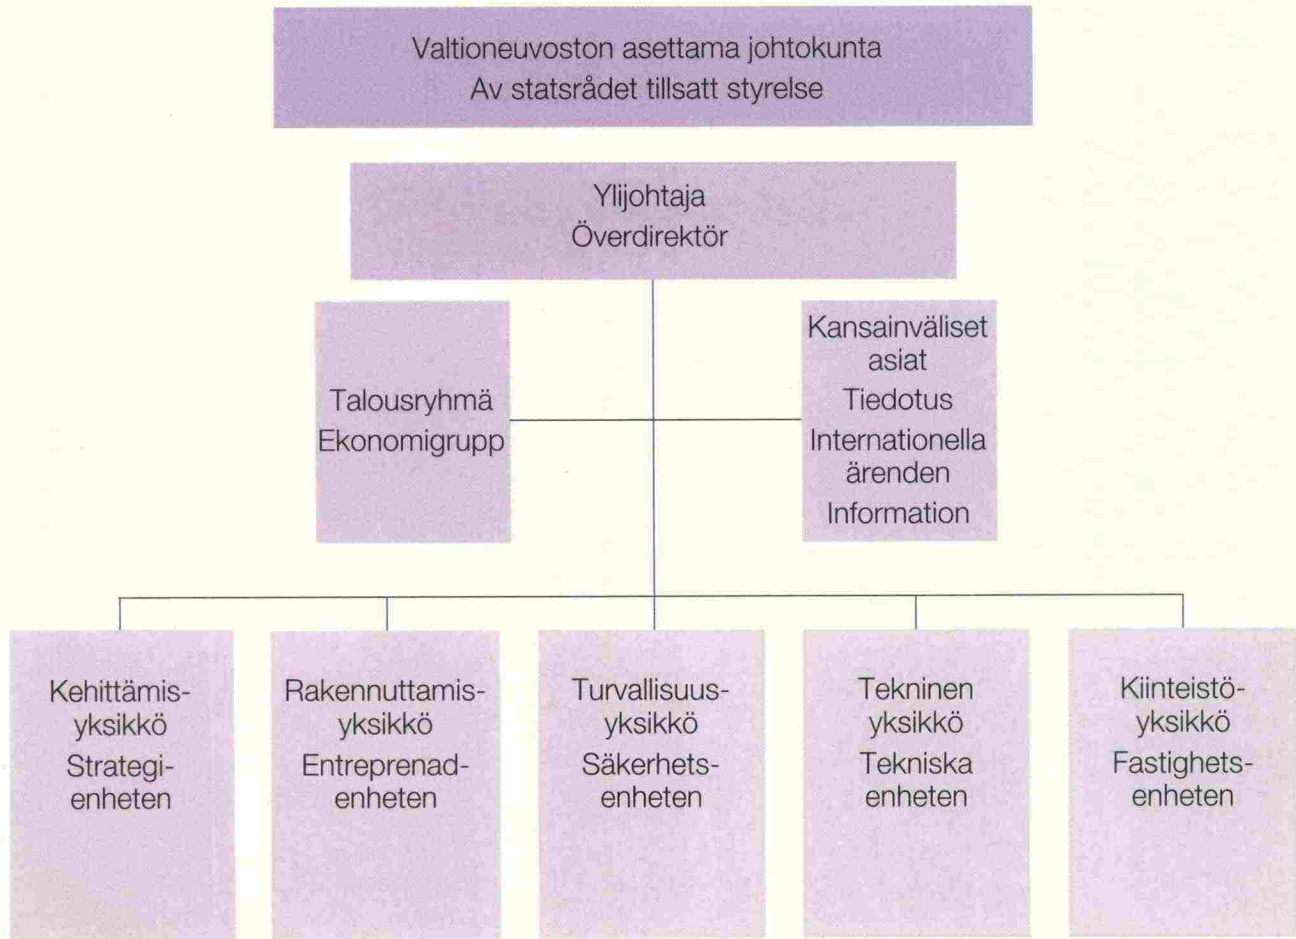 Valtioneuvoston asettama johtokunta
Av statsrådet tillsatt styrelse
Ylijohtaja
Överdirektör
Talousryhmä
Ekonomigrupp
Kansainväliset
asiat
Tiedotus
Internationella
ärenden
Information
Kehittämis-
yksikkö
Strategi-
enheten
Rakennuttamis-
yksikkö
Entreprenad-
enheten
Turvallisuus-
yksikkö
Säkerhets-
enheten
Tekninen
yksikkö
Tekniska
enheten
Kiinteistö-
yksikkö
Fastighets-
enheten